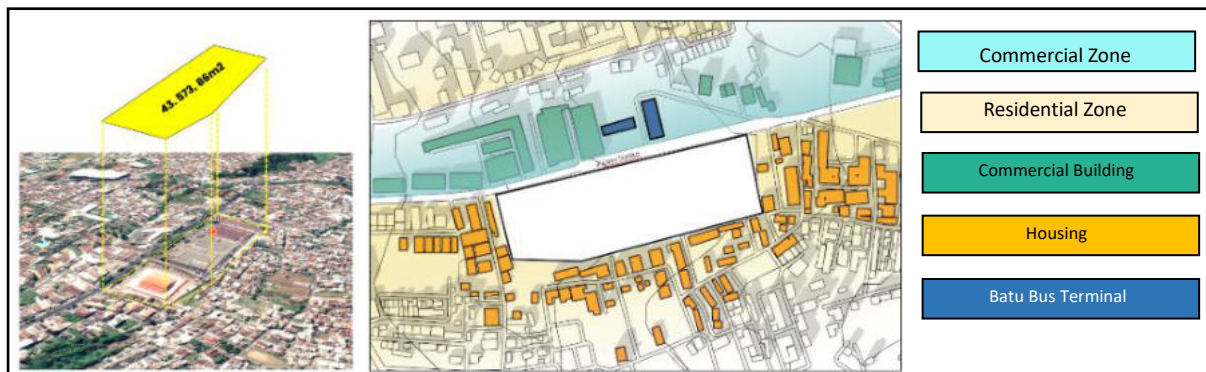 43. 573, 86m2
Commercial Zone
Residential Zone
Commercial Building
Housing
Batu Bus Terminal